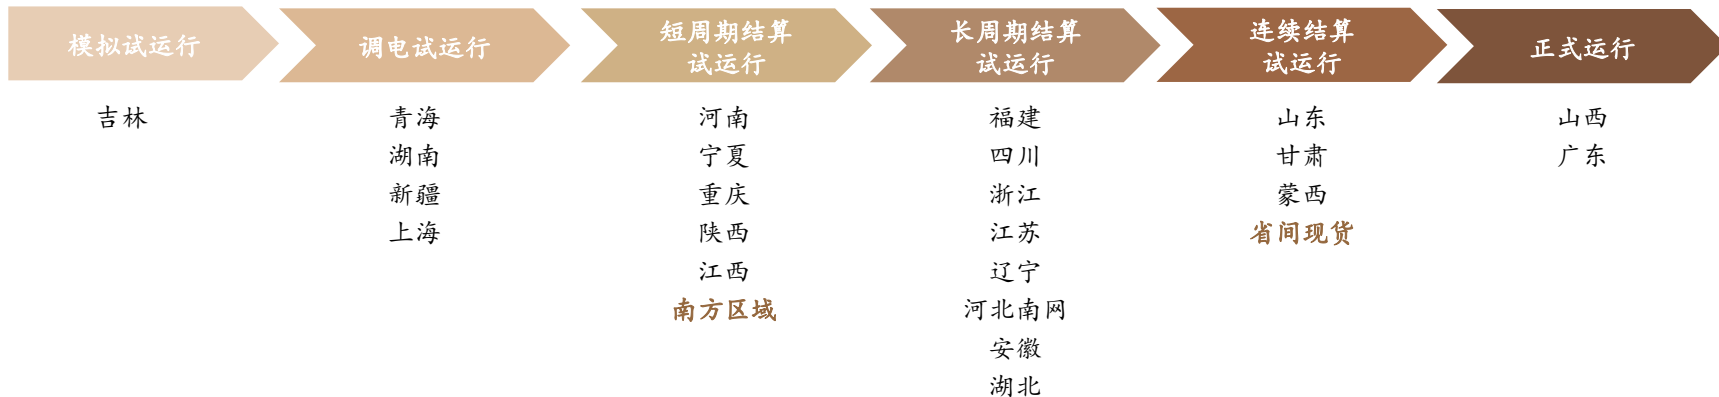 模拟试运行
吉林
调电试运行
青海
湖南
新疆
上海
短周期结算
试运行
河南
宁夏
重庆
陕西
江西
南方区域
长周期结算
试运行
福建
四川
浙江
江苏
辽宁
河北南网
安徽
湖北
连续结算
试运行
山东
甘肃
蒙西
省间现货
正式运行
山西
广东